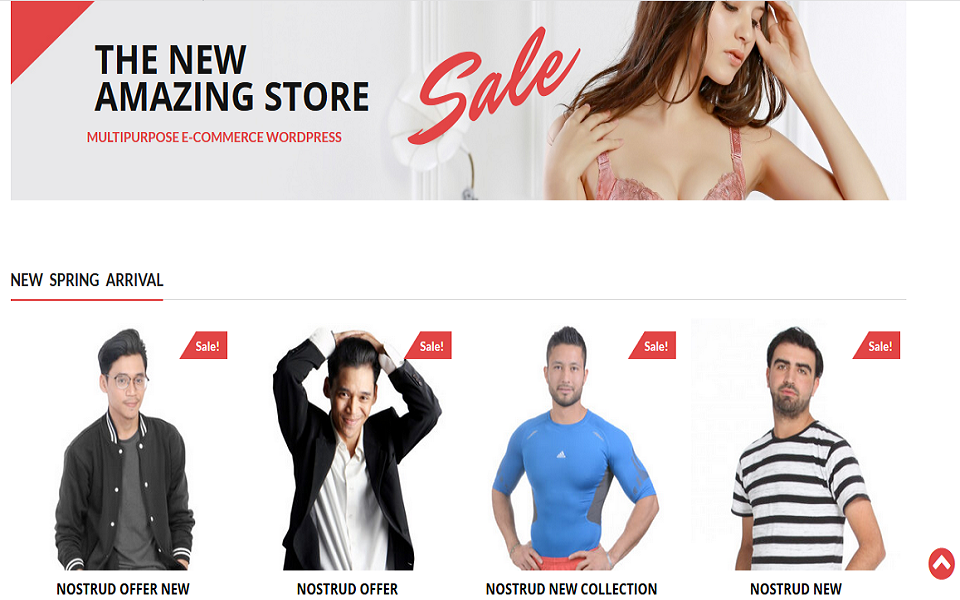 THE NEW
AMAZING STORE
MULTIPURPOSE E-COMMERCE WORDPRESS
Sale
NEW SPRING ARRIVAL
Sale!
Sale!
Sale!
Sale!
NOSTRUD OFFER NEW
NOSTRUD OFFER
NOSTRUD NEW COLLECTION
NOSTRUD NEW